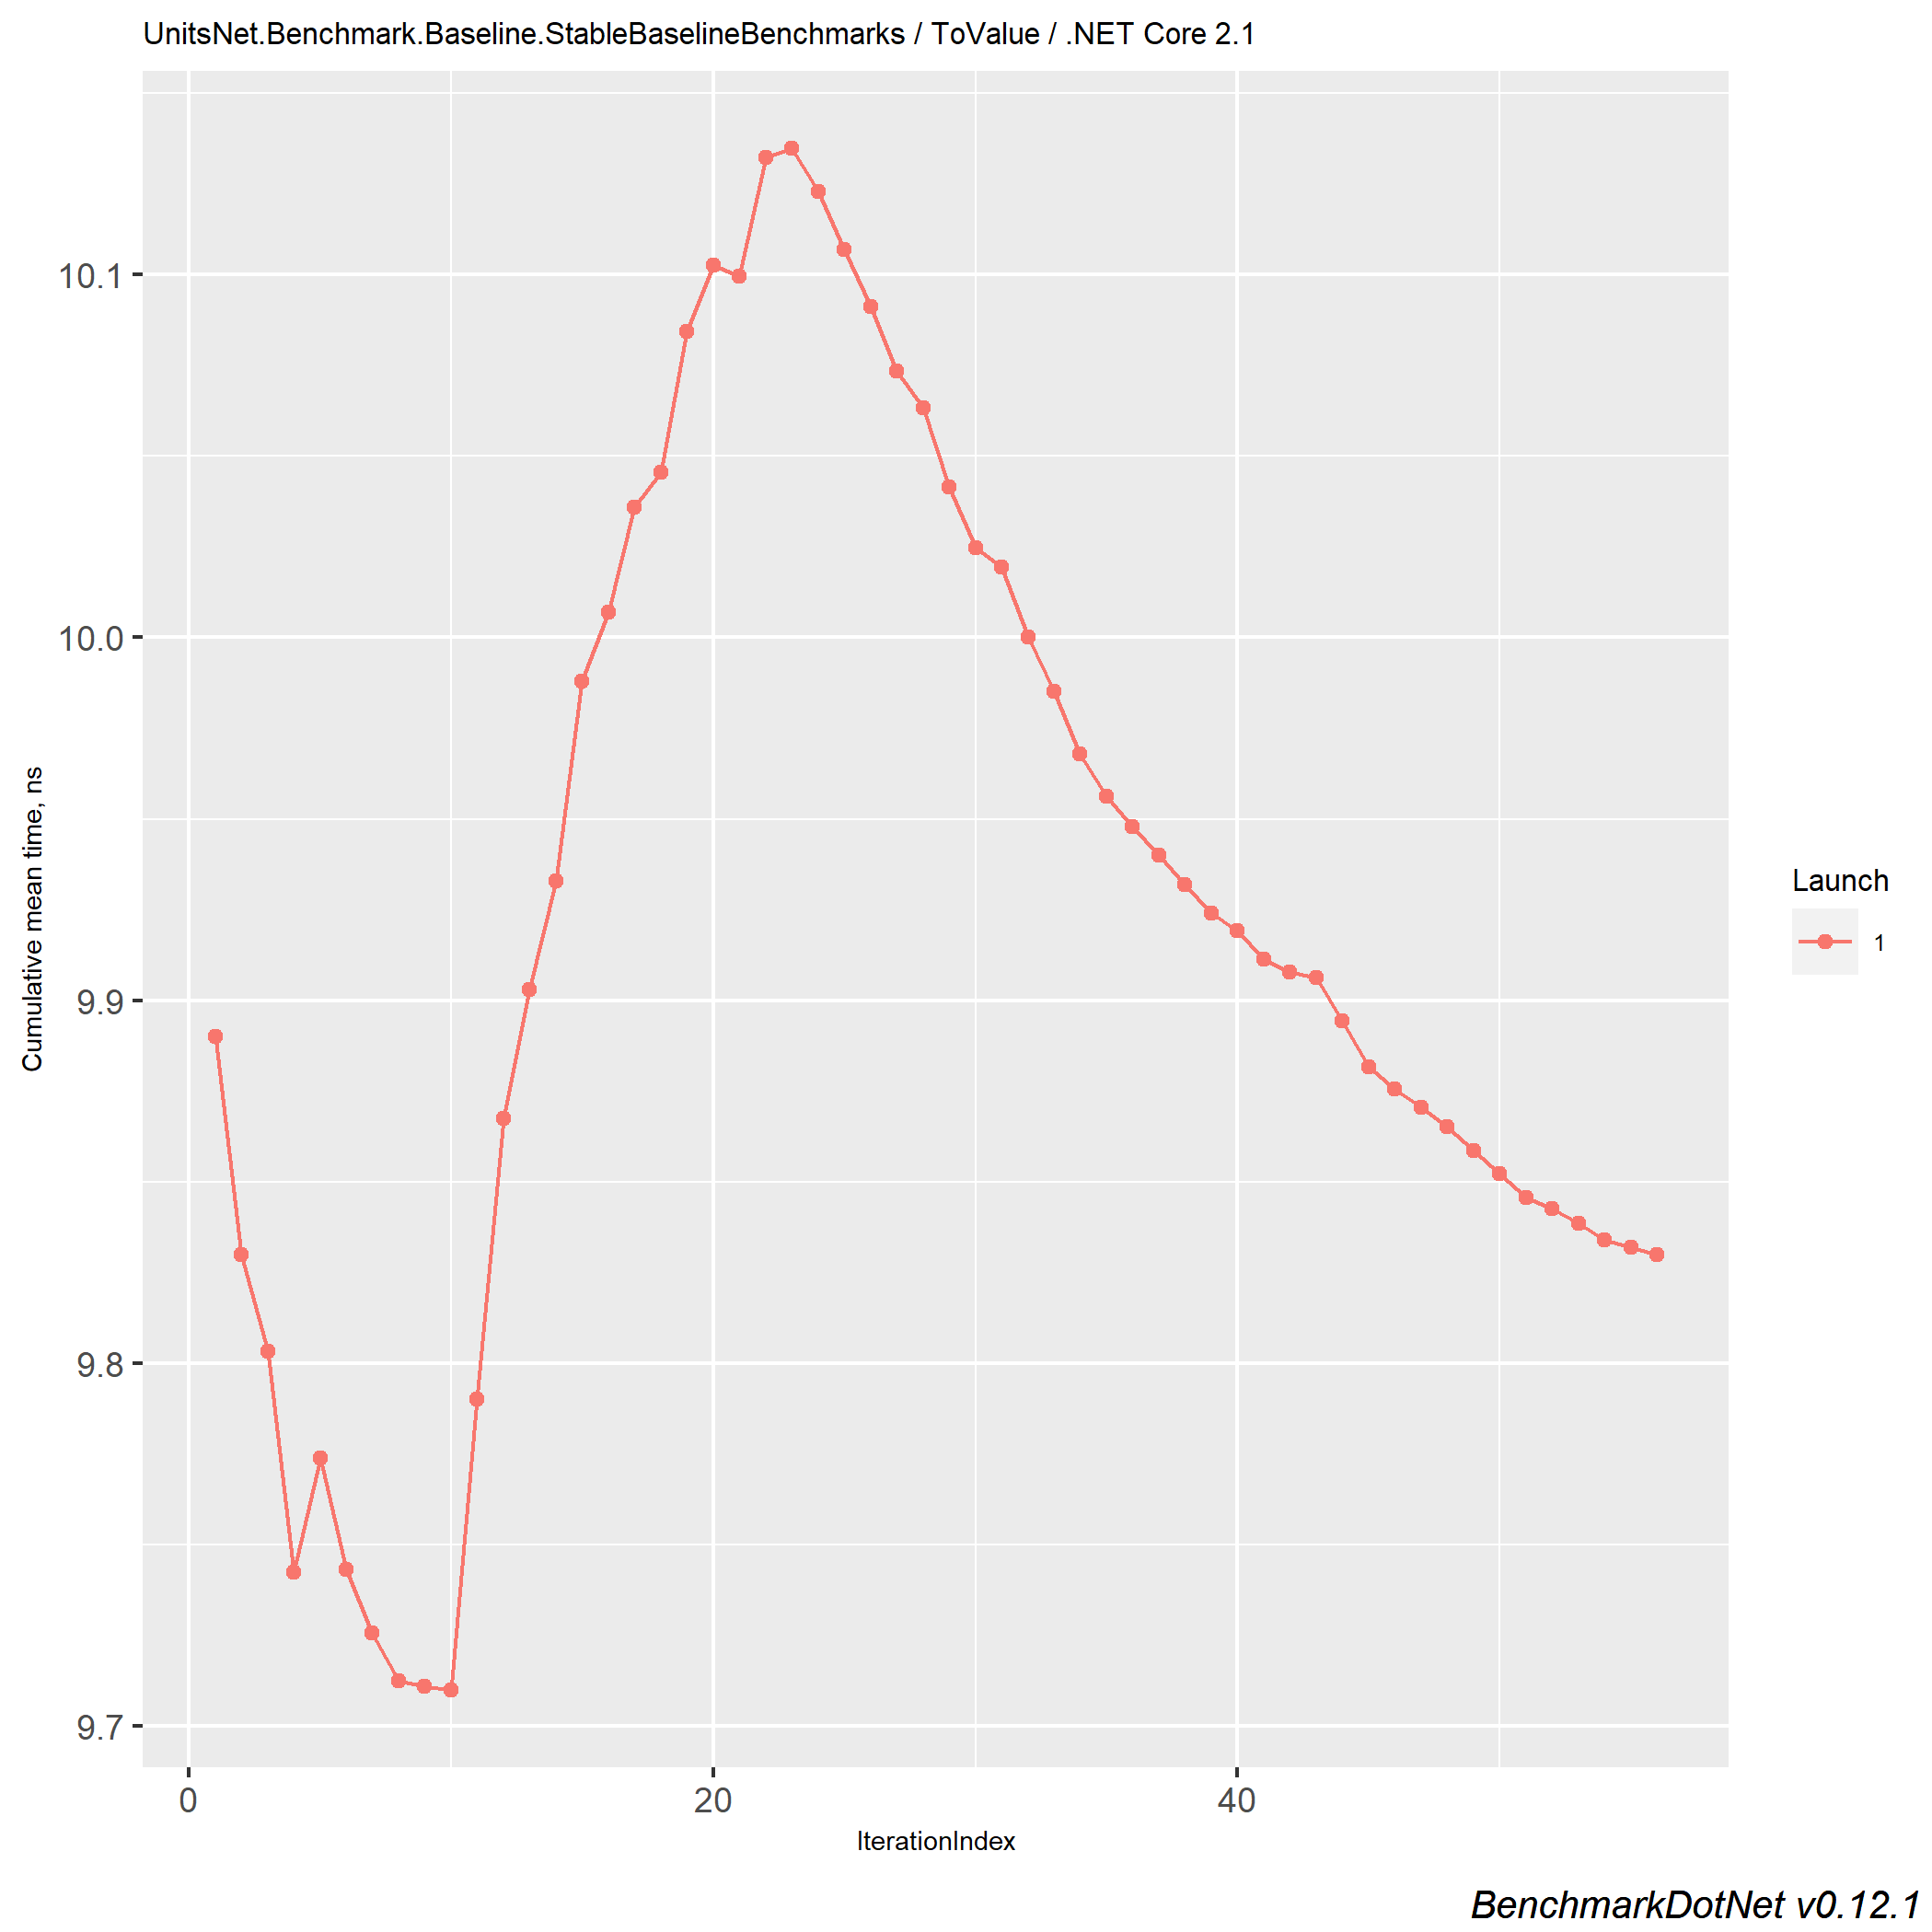 UnitsNet.Benchmark.Baseline.StableBaselineBenchmarks / ToValue / .NET Core 2.1
Cumulative mean time, ns
10.1
10.0
9.9
9.8
9.7
0 20 40
IterationIndex
Launch
1
BenchmarkDotNet v0.12.1